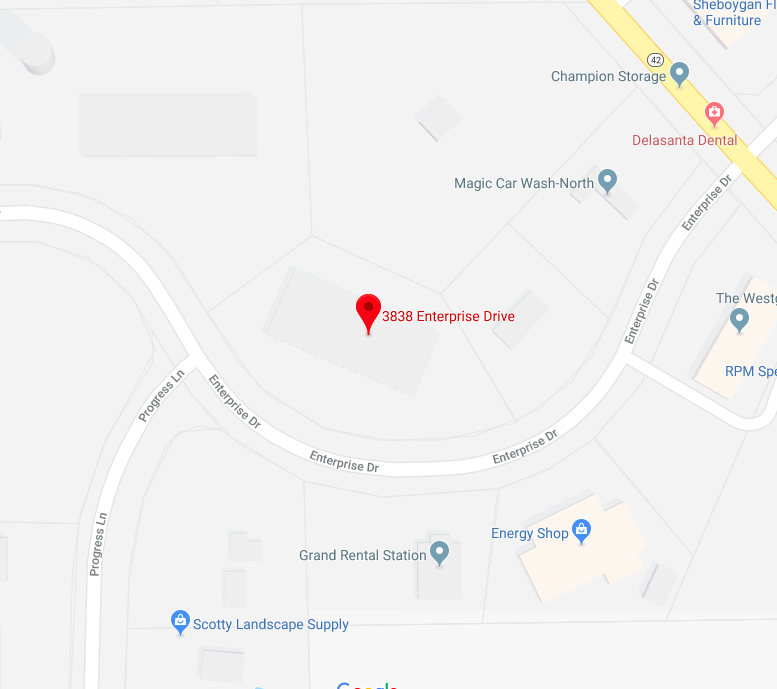 Sheboygan Fl
& Furniture
42
Champion Storage
Delasanta Dental
Magic Car Wash-North
Enterprise Dr
Enterprise Dr
The Westg
3838 Enterprise Drive
RPM Spe
Progress Ln
Enterprise Dr
Enterprise Dr
Enterprise Dr
Progress Ln
Energy Shop
Grand Rental Station
Scotty Landscape Supply
Google